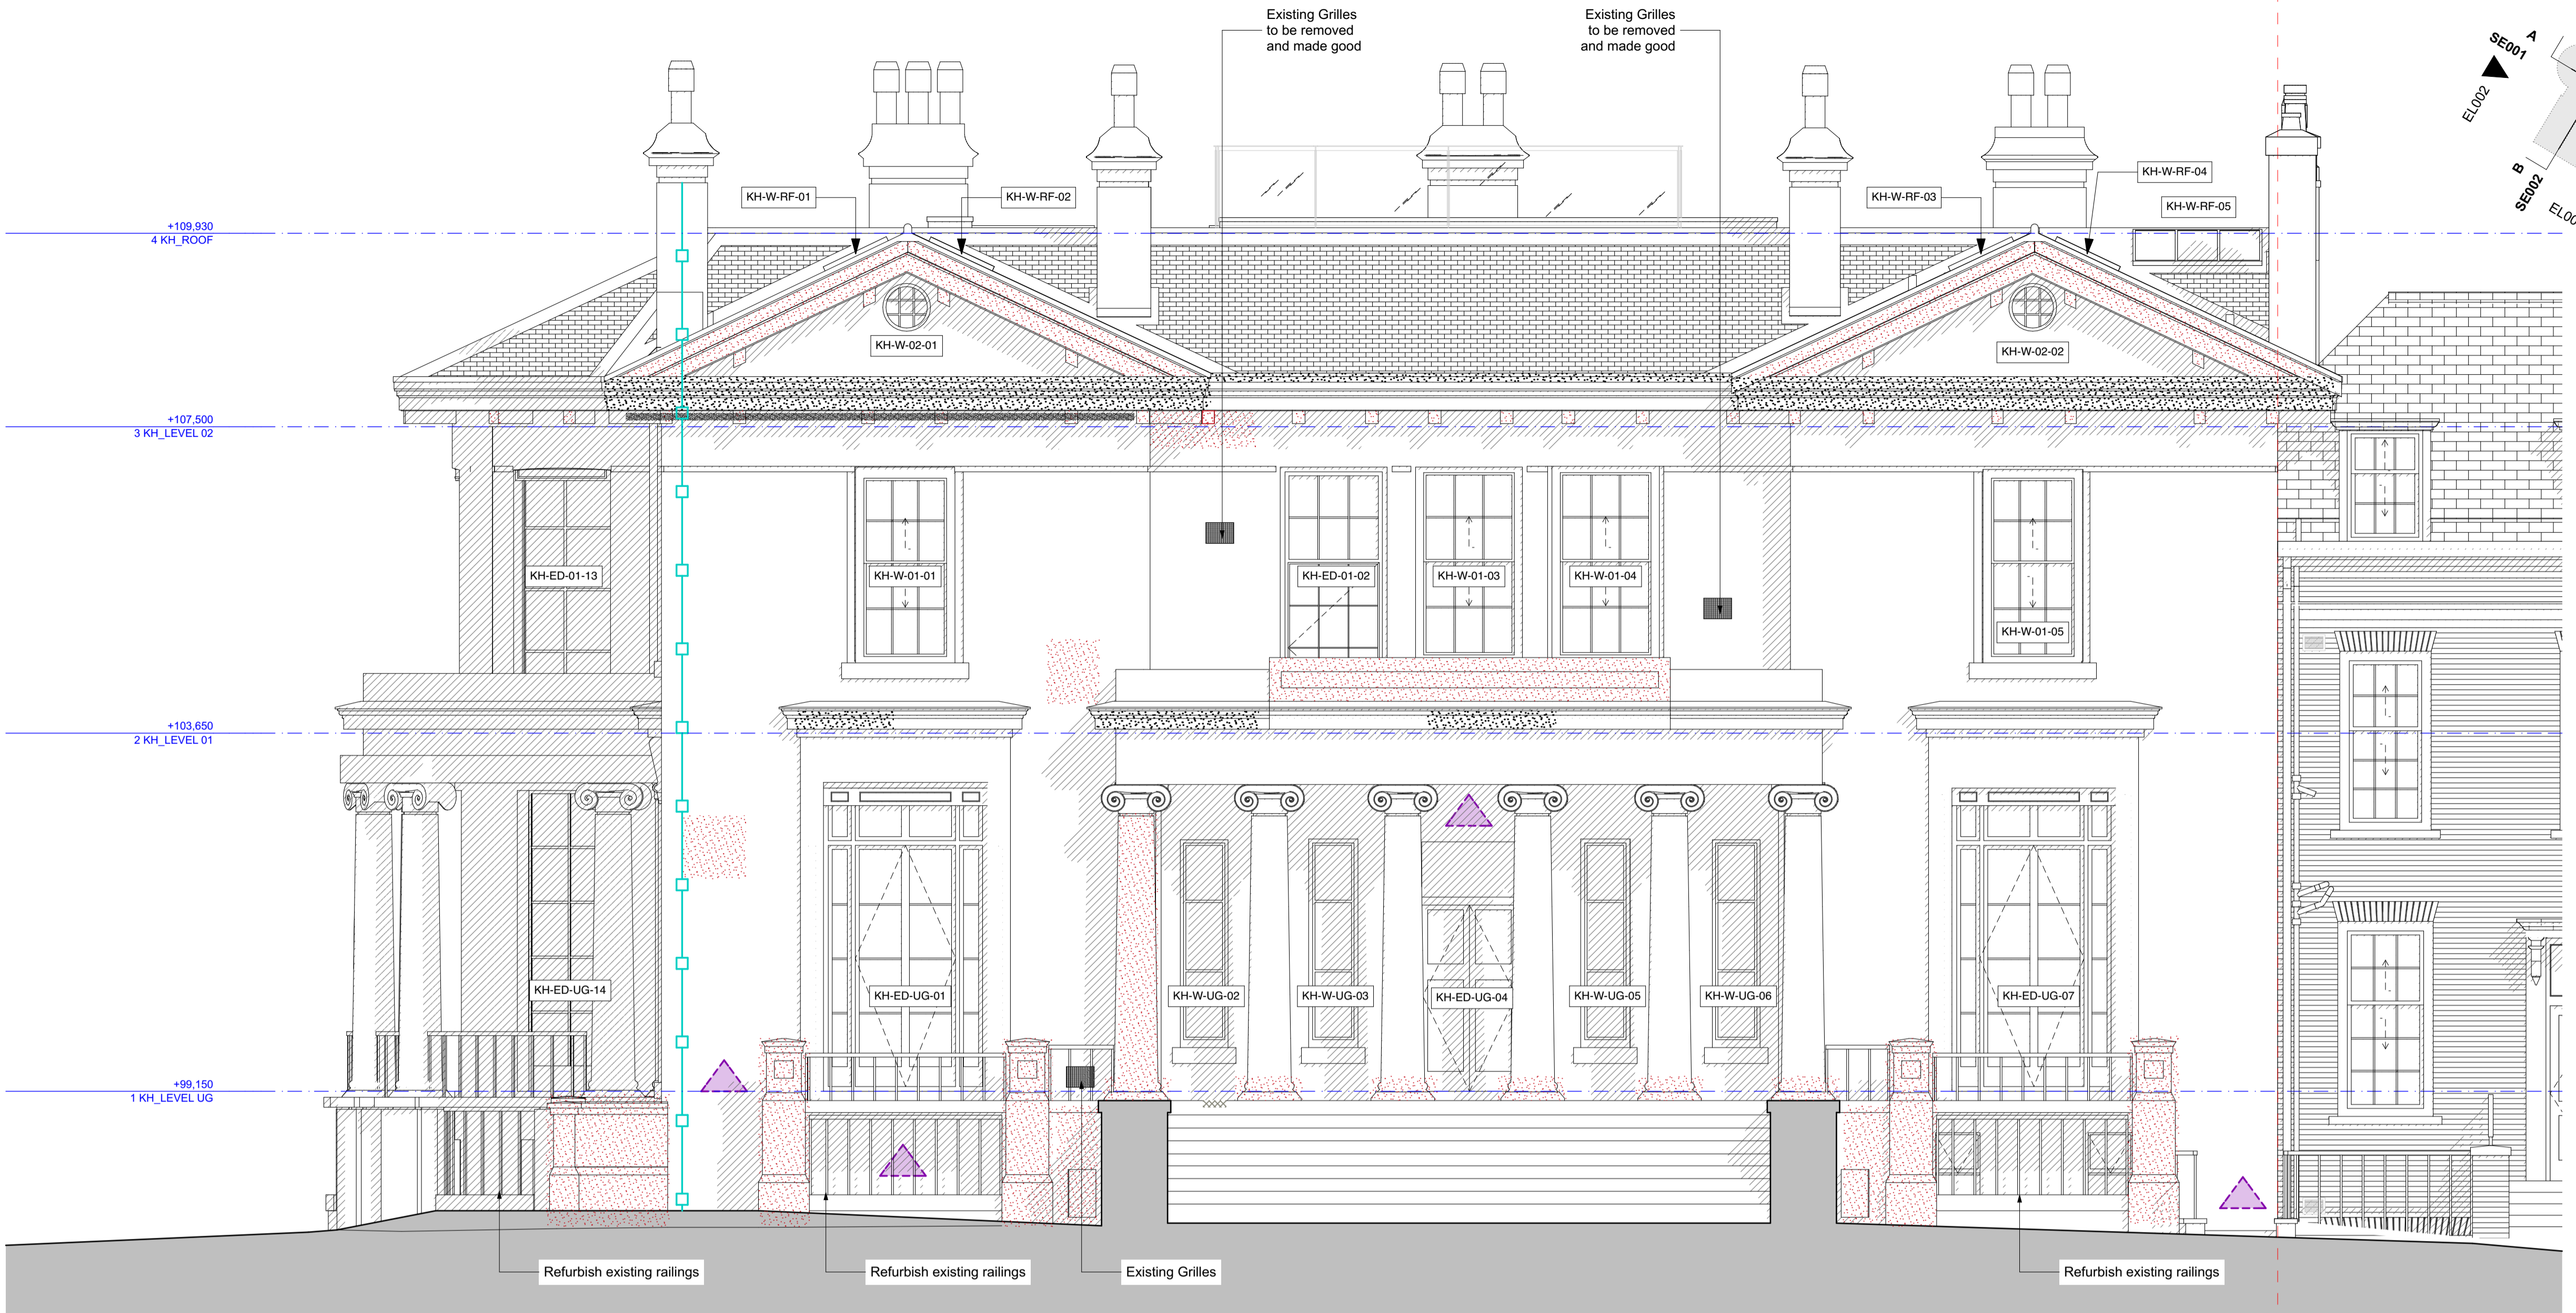 Existing Grilles
to be removed
and made good
Existing Grilles
to be removed
and made good
A
SE001
EL002
B
SE002
KH-W-RF-01
KH-W-RF-02
KH-W-RF-03
KH-W-RF-04
KH-W-RF-05
+109,930
4 KH_ROOF
KH-W-02-01
KH-W-02-02
+107,500
3 KH_LEVEL 02
KH-ED-01-13
KH-W-01-01
KH-ED-01-02
KH-W-01-03
KH-W-01-04
KH-W-01-05
+103,650
2 KH_LEVEL 01
KH-ED-UG-14
KH-ED-UG-01
KH-W-UG-02
KH-W-UG-03
KH-ED-UG-04
KH-W-UG-05
KH-W-UG-06
KH-ED-UG-07
+99,150
1 KH_LEVEL UG
Refurbish existing railings
Refurbish existing railings
Existing Grilles
Refurbish existing railings